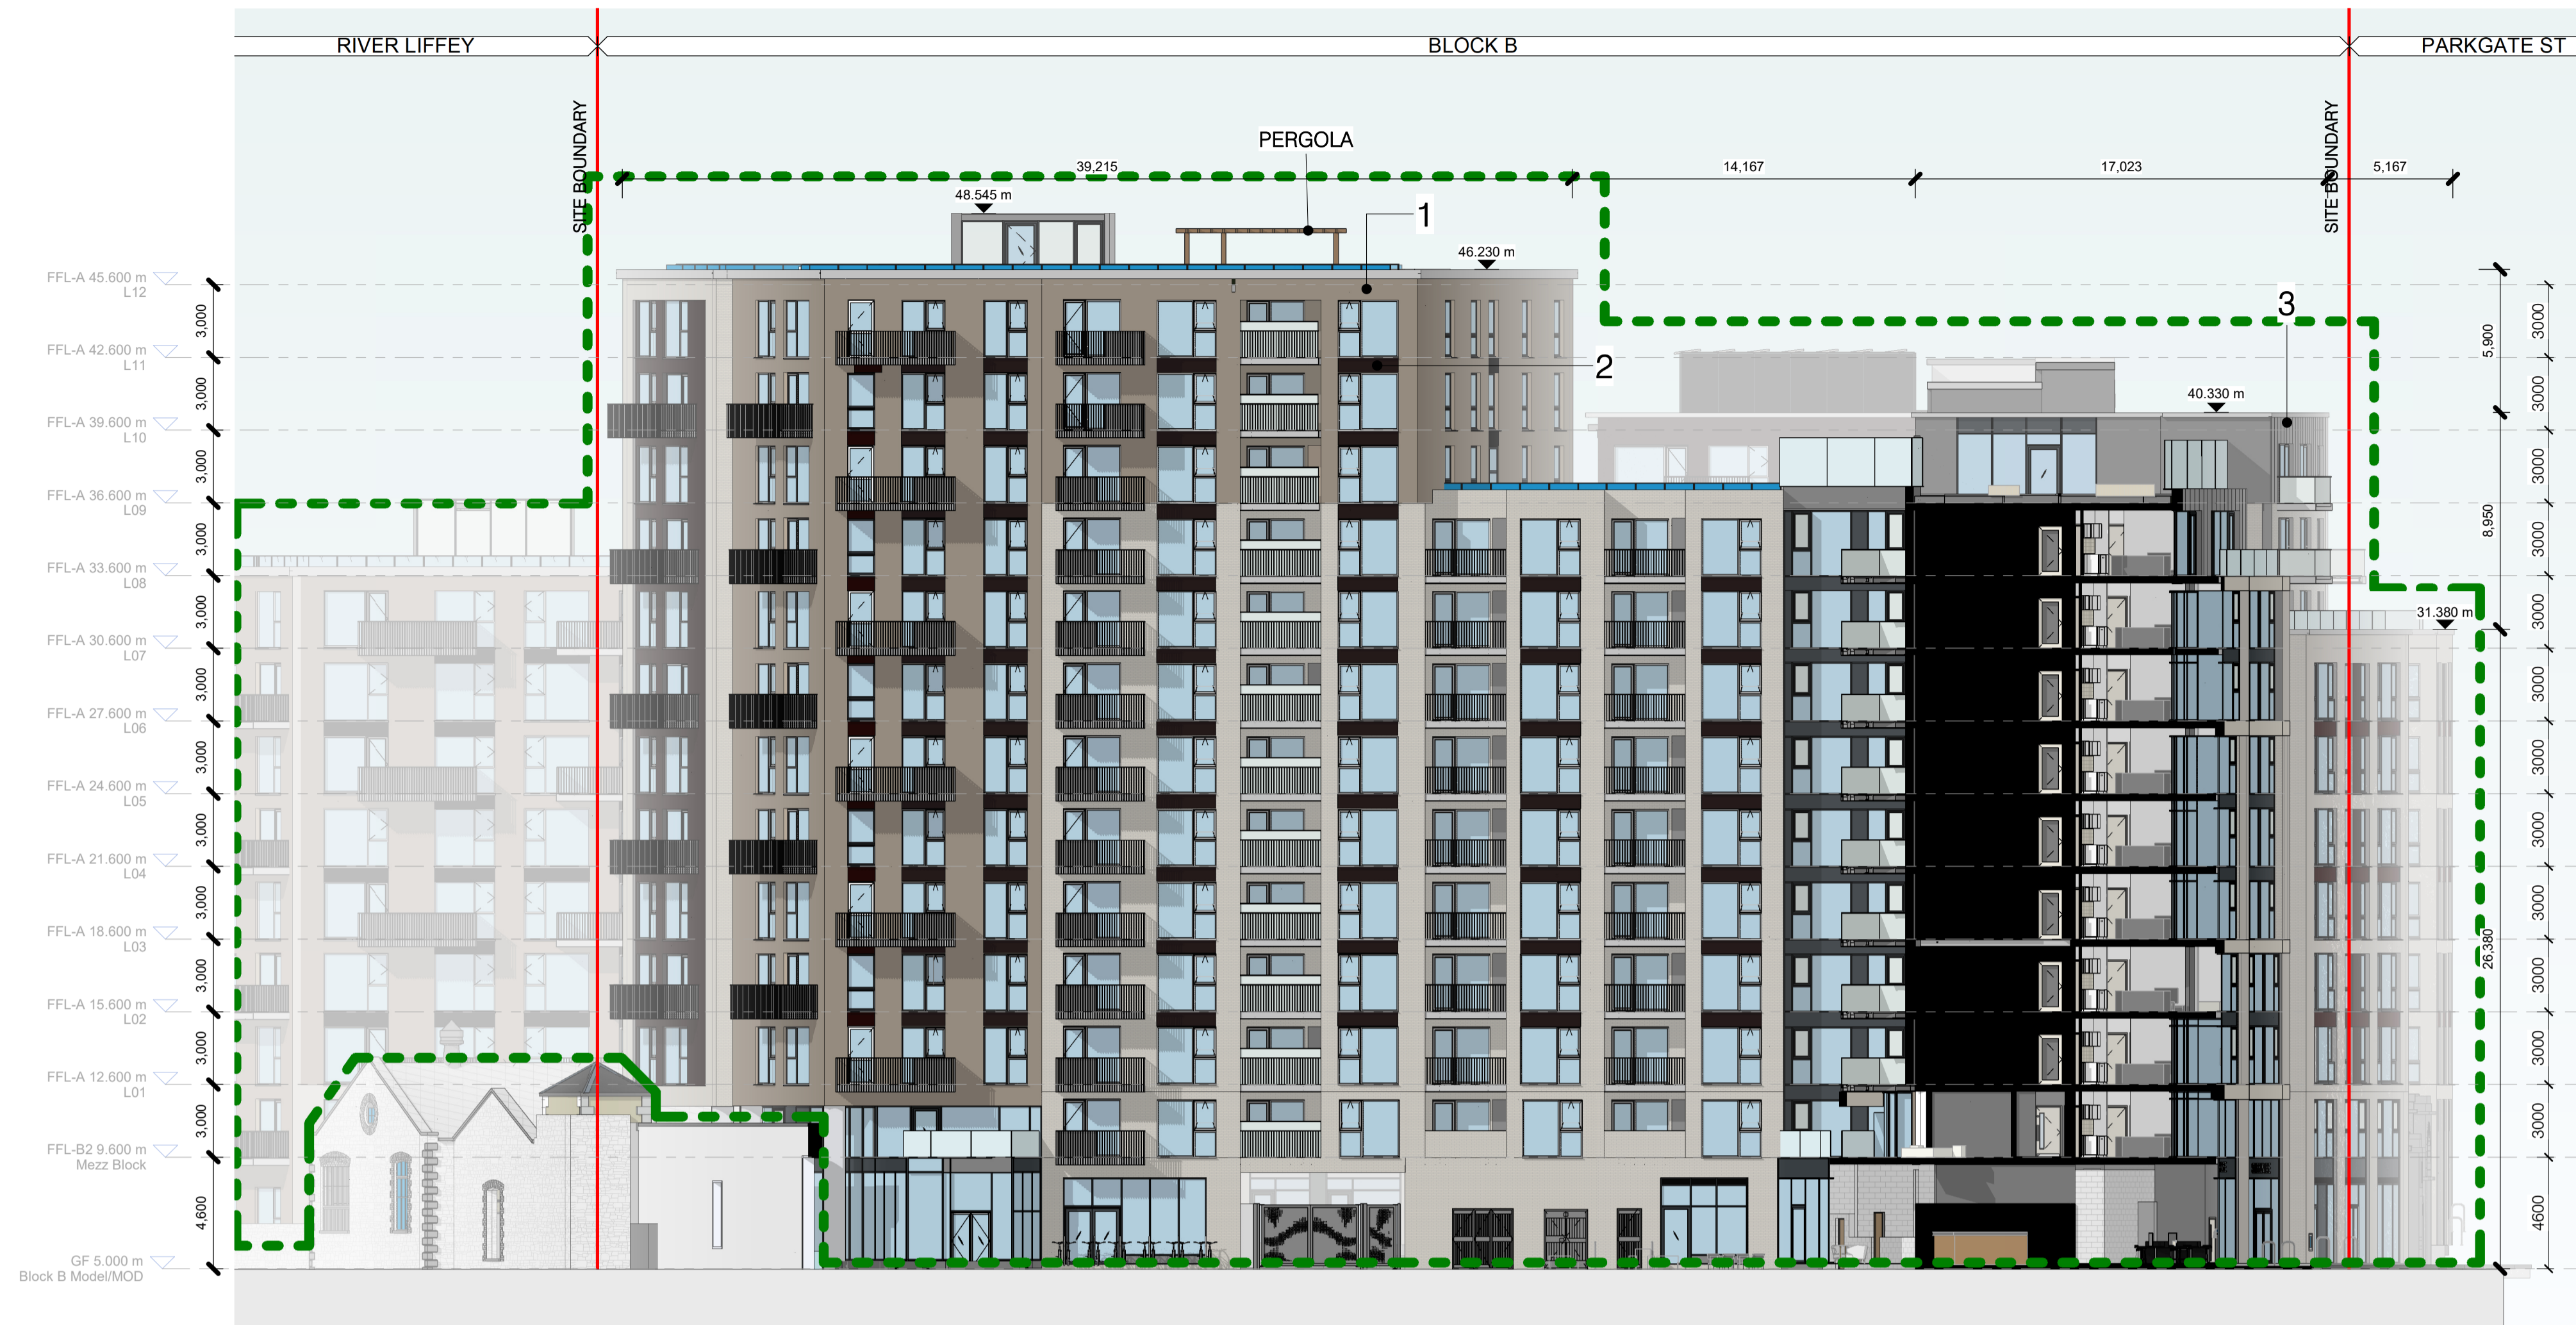 RIVER LIFFEY
BLOCK B
PARKGATE ST
SITE BOUNDARY
SITE BOUNDARY
PERGOLA
39,215
14,167
17,023
5,167
48.545 m
1
46.230 m
2
3
40.330 m
31.380 m
FFL-A 45.600 m
L12
3,000
FFL-A 42.600 m
L11
3,000
FFL-A 39.600 m
L10
3,000
FFL-A 36.600 m
L09
3,000
FFL-A 33.600 m
L08
3,000
FFL-A 30.600 m
L07
3,000
FFL-A 27.600 m
L06
3,000
FFL-A 24.600 m
L05
3,000
FFL-A 21.600 m
L04
3,000
FFL-A 18.600 m
L03
3,000
FFL-A 15.600 m
L02
3,000
FFL-A 12.600 m
L01
3,000
FFL-B2 9.600 m
Mezz Block
4,600
GF 5.000 m
Block B Model/MOD
5,900
8,950
26,380
3000
3000
3000
3000
3000
3000
3000
3000
3000
3000
3000
3000
4600